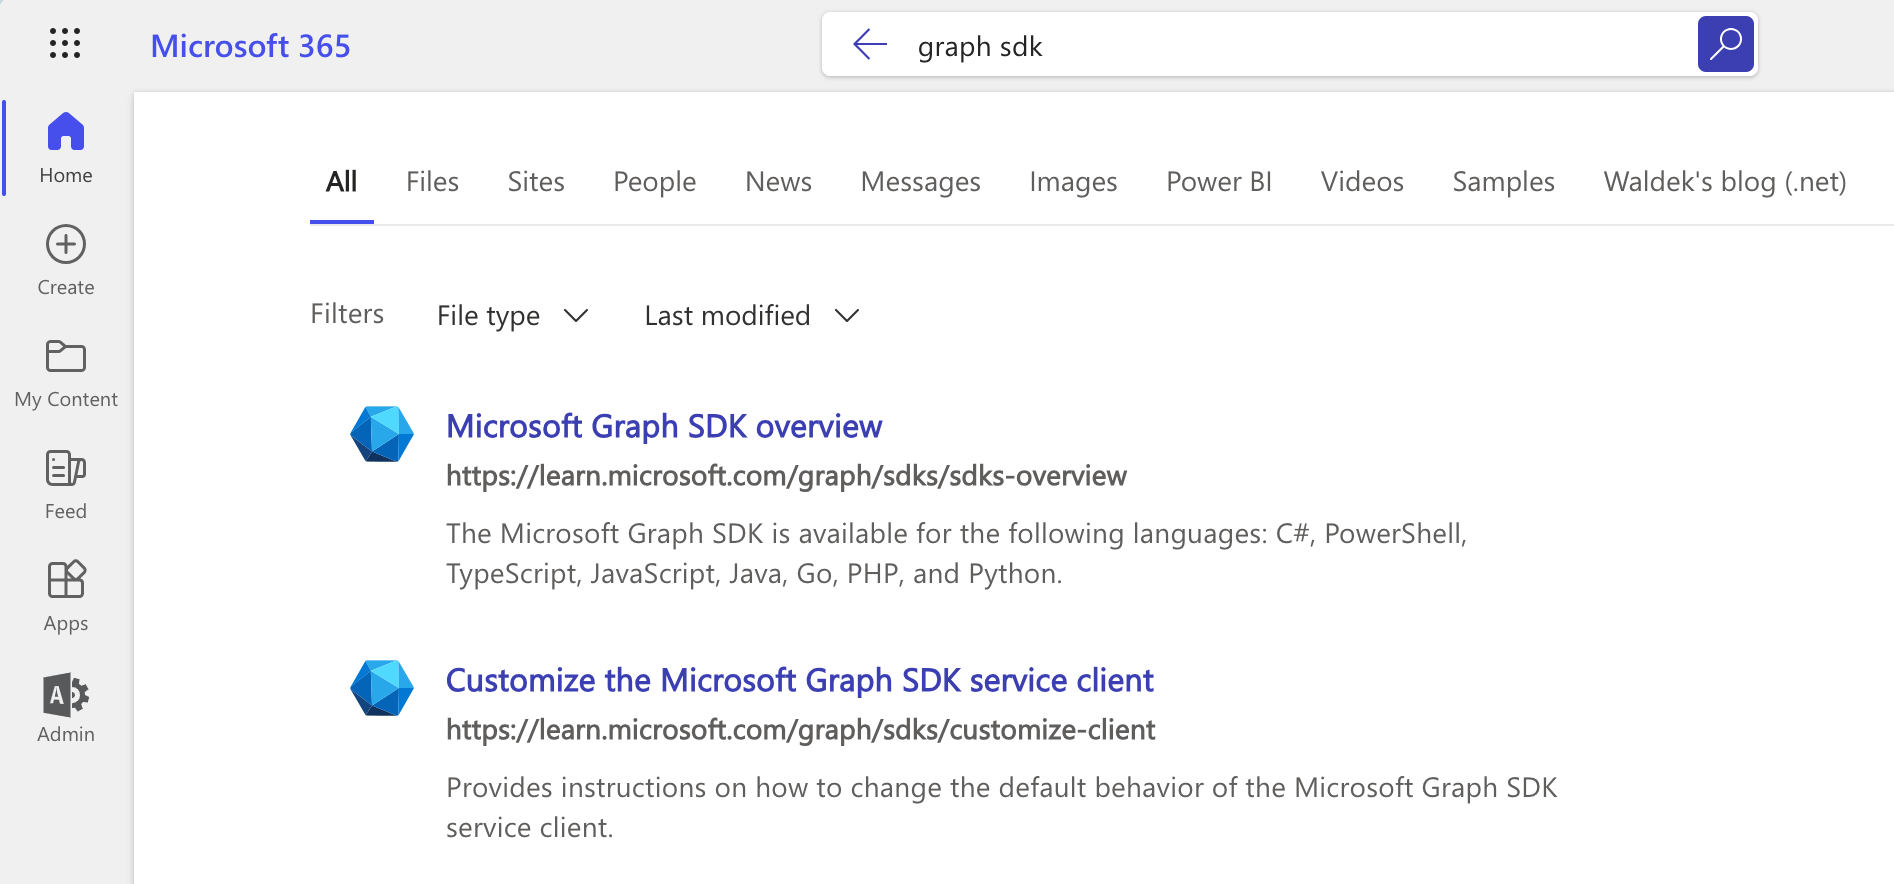 Microsoft 365
graph sdk
Home
Create
My Content
Feed
Apps
A
Admin
All Files Sites People News Messages Images Power BI Videos Samples Waldek's blog (.net)
Filters File type Last modified
Microsoft Graph SDK overview
https://learn.microsoft.com/graph/sdks/sdks-overview
The Microsoft Graph SDK is available for the following languages: C#, PowerShell,
TypeScript, JavaScript, Java, Go, PHP, and Python.
Customize the Microsoft Graph SDK service client
https://learn.microsoft.com/graph/sdks/customize-client
Provides instructions on how to change the default behavior of the Microsoft Graph SDK
service client.